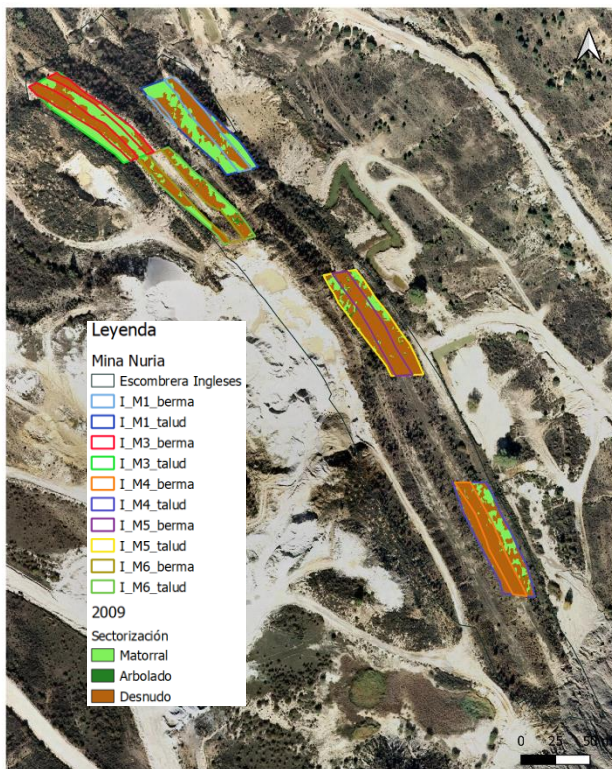 Leyenda
Mina Nuria
Escombrera Ingleses
I_M1_berma
I_M1_talud
I_M3_berma
I_M3_talud
I_M4_berma
I_M4_talud
I_M5_berma
I_M5_talud
I_M6_berma
I_M6_talud
2009
Sectorización
Matorral
Arbolado
Desnudo
0 25 50